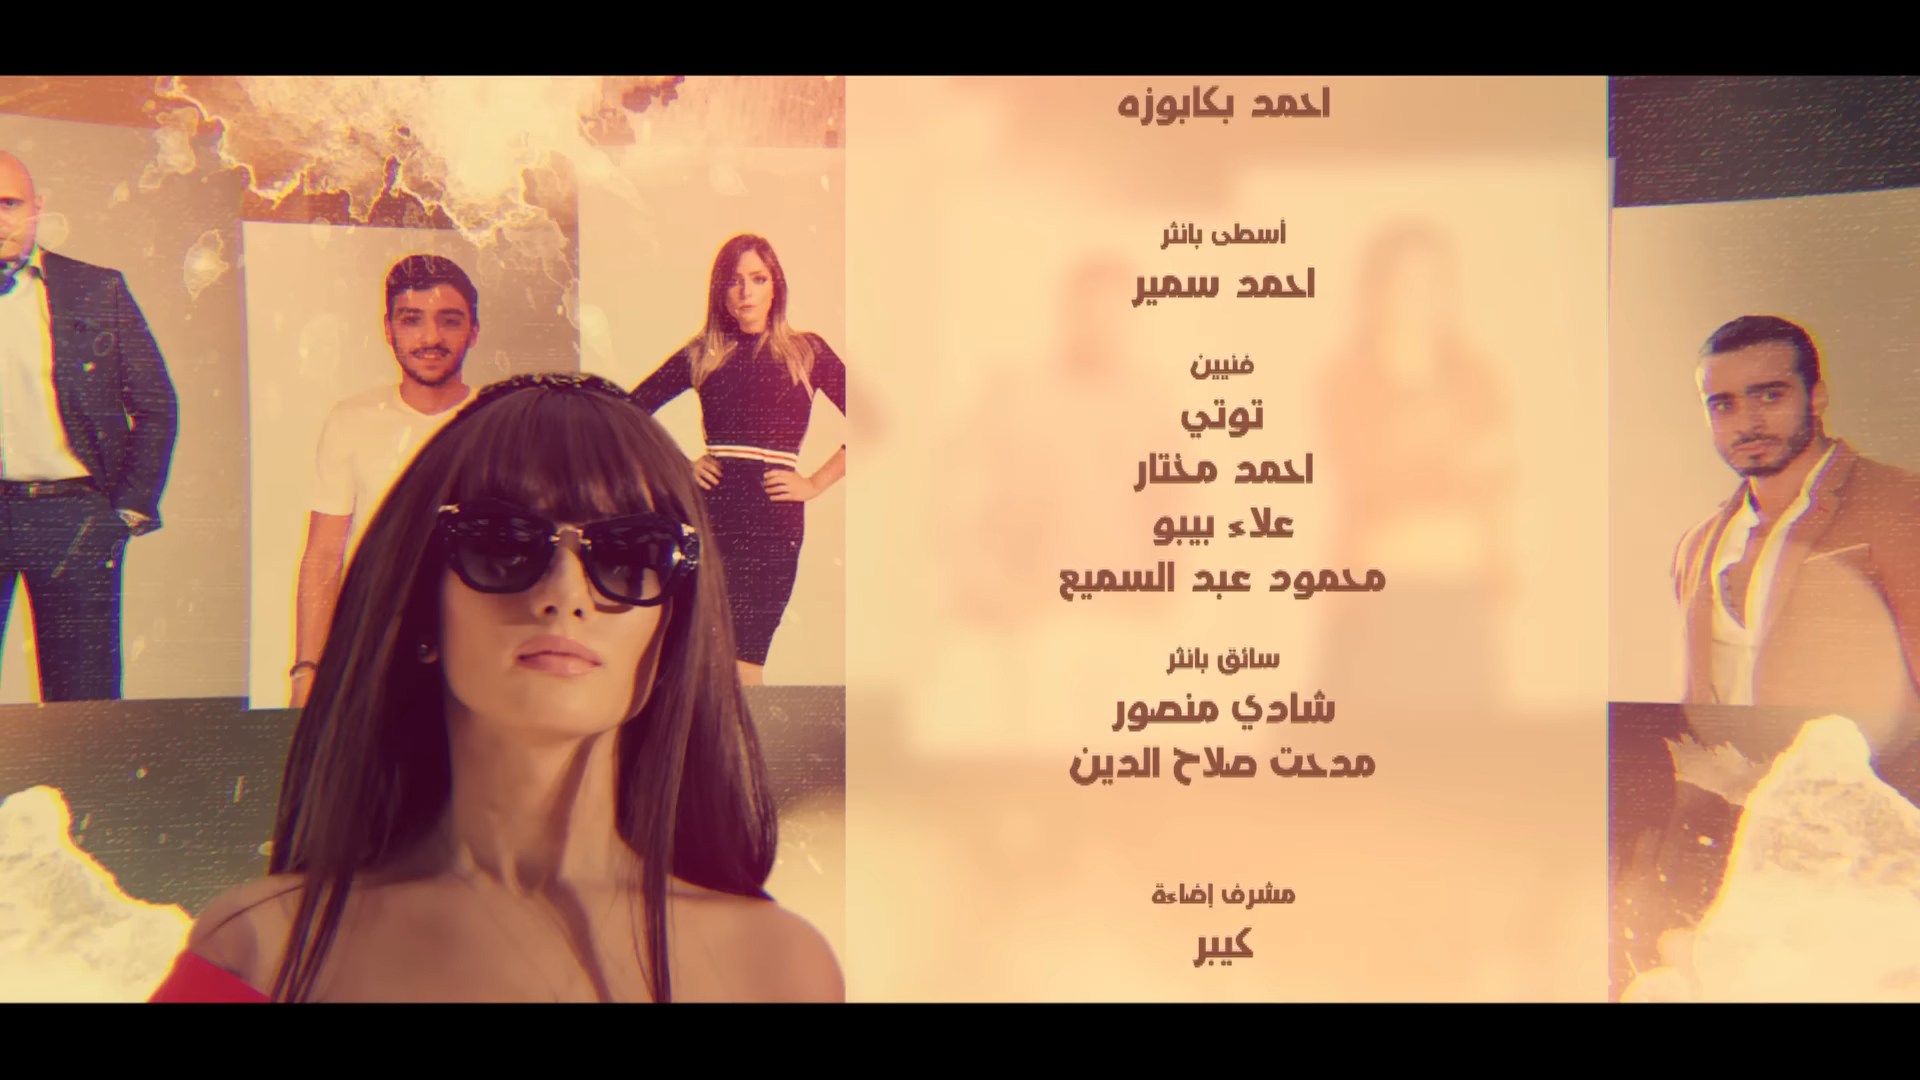 احمد بكابوزه
أسطى بانثر
احمد سمير
فنيين
توتي
احمد مختار
علاء بيبو
محمود عبد السميع
سائق بانثر
شادي منصور
مدحت صلاح الدين
مشرف إضاءة
كيبر